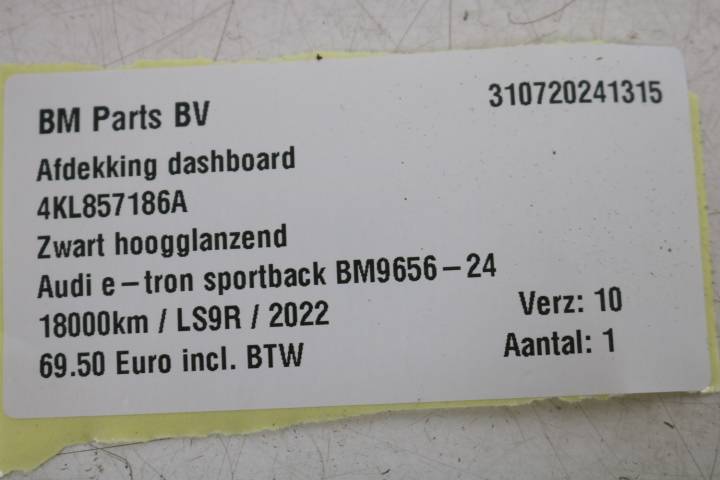 BM Parts BV 310720241315
Afdekking dashboard
4KL857186A
Zwart hoogglanzend
Audi e-tron sportback BM9656-24
18000km / LS9R / 2022 Verz: 10
69.50 Euro incl. BTW Aantal: 1